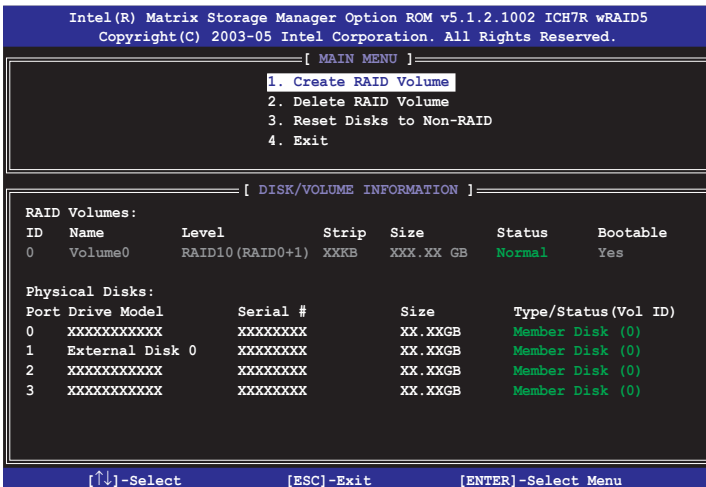 Intel(R) Matrix Storage Manager Option ROM v5.1.2.1002 ICH7R wRAID5
Copyright(C) 2003-05 Intel Corporation. All Rights Reserved.
[ MAIN MENU ]
1. Create RAID Volume
2. Delete RAID Volume
3. Reset Disks to Non-RAID
4. Exit
[ DISK/VOLUME INFORMATION ]
RAID Volumes:
ID Name Level Strip Size Status Bootable
0 Volume0 RAID10(RAID0+1) XXKB XXX.XX GB Normal Yes
Physical Disks:
Port Drive Model Serial # Size Type/Status(Vol ID)
0 XXXXXXXXXXX XXXXXXXX XX.XXGB Member Disk (0)
1 External Disk 0 XXXXXXXX XX.XXGB Member Disk (0)
2 XXXXXXXXXXX XXXXXXXX XX.XXGB Member Disk (0)
3 XXXXXXXXXXX XXXXXXXX XX.XXGB Member Disk (0)
[↑↓]-Select [ESC]-Exit [ENTER]-Select Menu